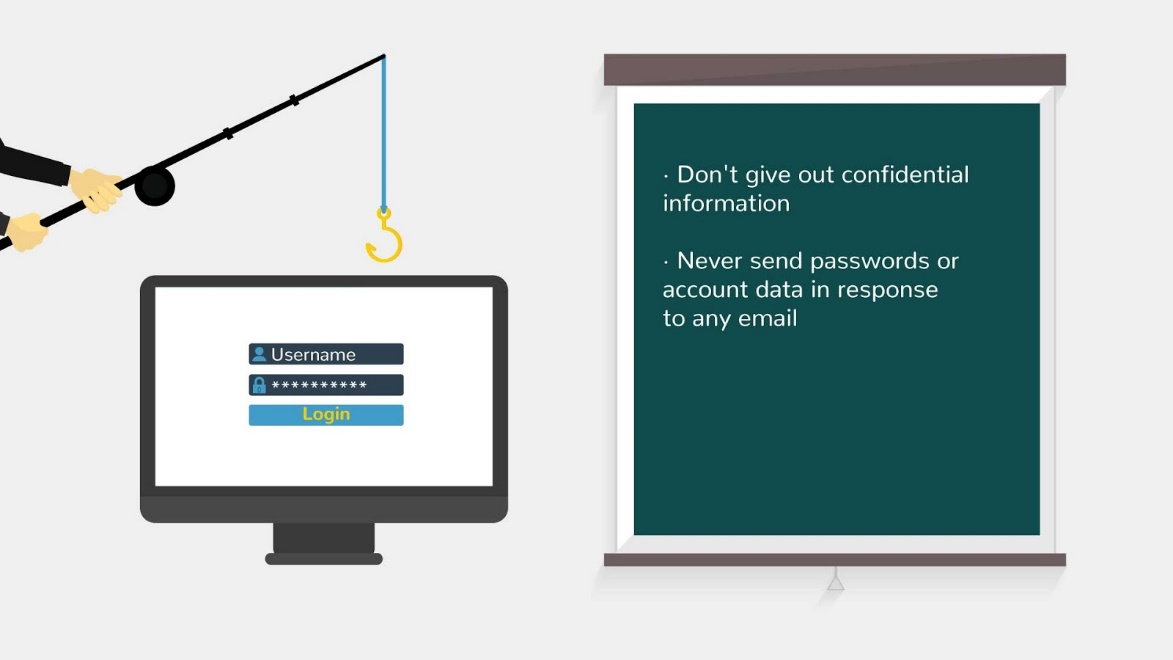 Username
**********
Login
· Don't give out confidential
information
· Never send passwords or
account data in response
to any email